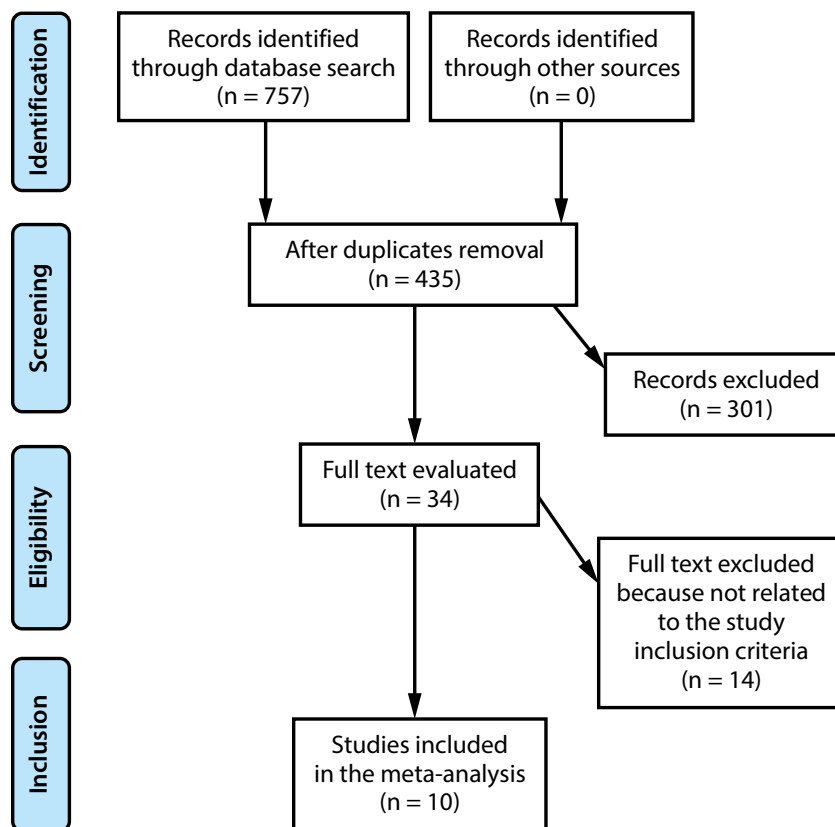 Identification
Records identified
through database search
(n = 757)
Records identified
through other sources
(n = 0)
Screening
After duplicates removal
(n = 435)
Records excluded
(n = 301)
Eligibility
Full text evaluated
(n = 34)
Full text excluded
because not related
to the study
inclusion criteria
(n = 14)
Inclusion
Studies included
in the meta-analysis
(n = 10)